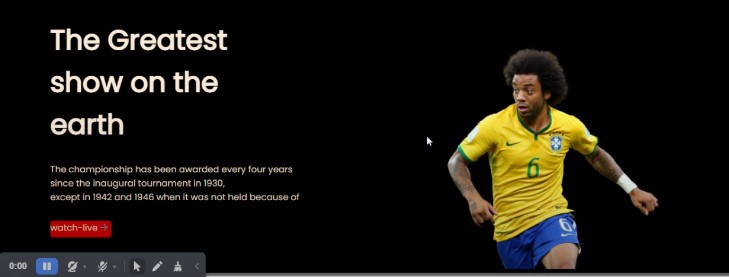 The Greatest
show on the
earth
The championship has been awarded every four years
since the inaugural tournament in 1930,
except in 1942 and 1946 when it was not held because of
watch-live →
6
6
0:00